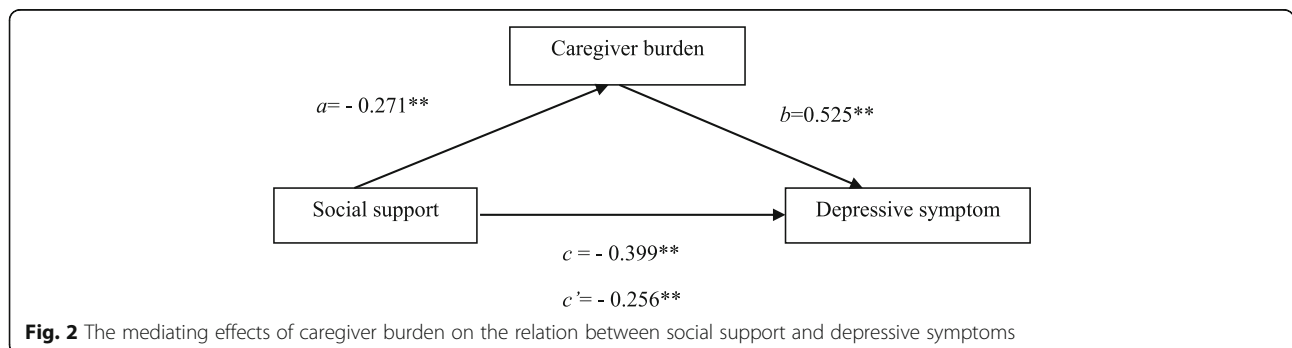 Caregiver burden
a= - 0.271**
b=0.525**
Social support
Depressive symptom
c = - 0.399**
c’= - 0.256**
Fig. 2 The mediating effects of caregiver burden on the relation between social support and depressive symptoms